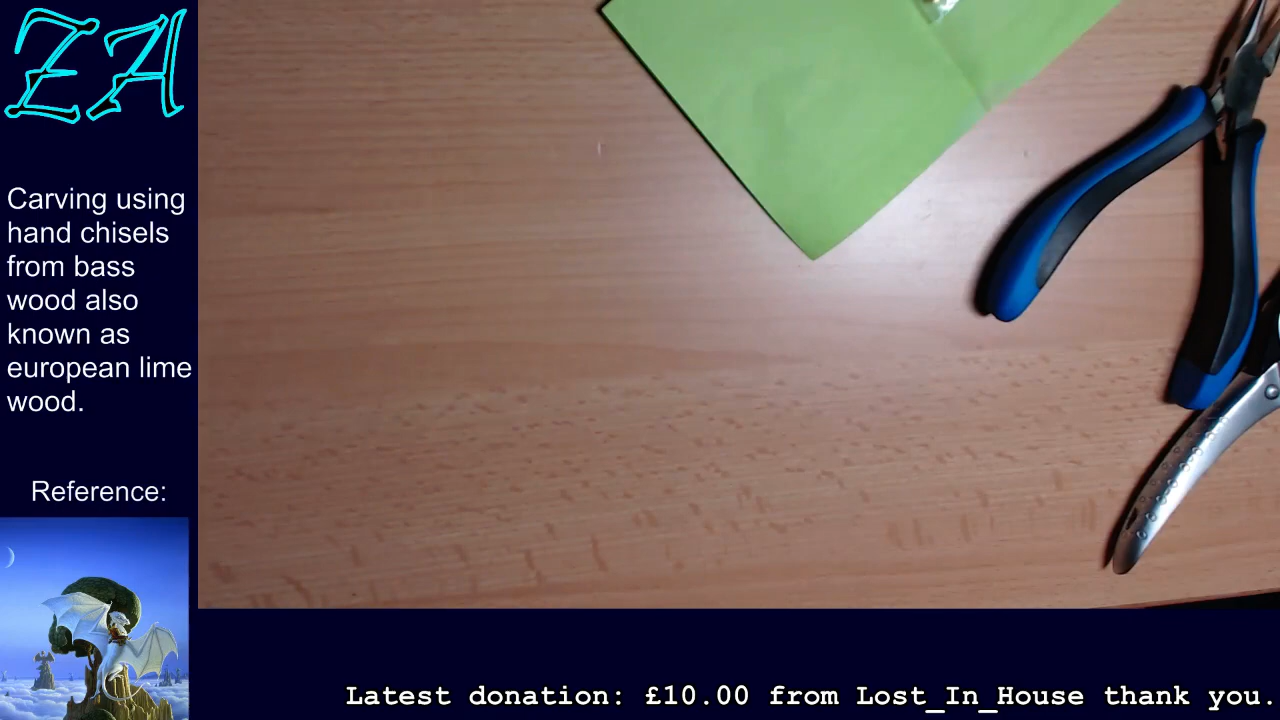 ZA
Carving using
hand chisels
from bass
wood also
known as
european lime
wood.
Reference:
Latest donation: £10.00 from Lost_In_House thank you.